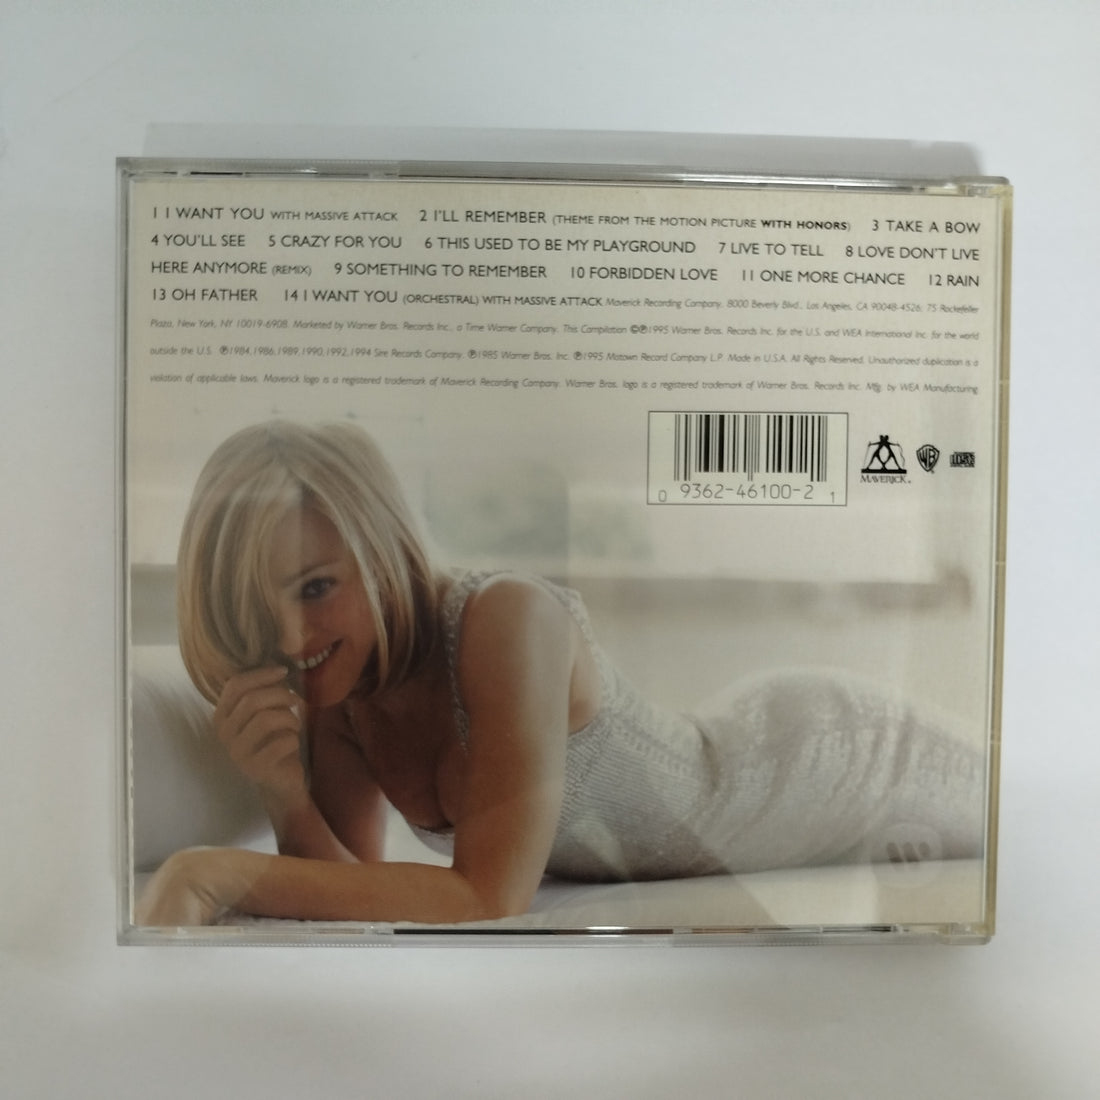 1 I WANT YOU WITH MASSIVE ATTACK 2 I'LL REMEMBER (THEME FROM THE MOTION PICTURE WITH HONORS) 3 TAKE A BOW
4 YOU'LL SEE 5 CRAZY FOR YOU 6 THIS USED TO BE MY PLAYGROUND 7 LIVE TO TELL 8 LOVE DON'T LIVE
HERE ANYMORE (REMIX) 9 SOMETHING TO REMEMBER 10 FORBIDDEN LOVE 11 ONE MORE CHANCE 12 RAIN
13 OH FATHER 14 I WANT YOU (ORCHESTRAL) WITH MASSIVE ATTACK Maverick Recording Company, 8000 Beverly Blvd., Los Angeles, CA 90048-4526; 75 Rockefeller
Plaza, New York, NY 10019-6908. Marketed by Warner Bros. Records Inc., a Time Warner Company. This Compilation ©℗1995 Warner Bros. Records Inc. for the U.S. and WEA International Inc. for the world
outside the U.S. ℗1984, 1986, 1989, 1990, 1992, 1994 Sire Records Company. ℗1985 Warner Bros. Inc. ℗1995 Motown Record Company L.P. Made in U.S.A. All Rights Reserved. Unauthorized duplication is a
violation of applicable laws. Maverick logo is a registered trademark of Maverick Recording Company. Warner Bros. logo is a registered trademark of Warner Bros. Records Inc. Mfg. by WEA Manufacturing
0 9362-46100-2 1
MAVERICK
WB